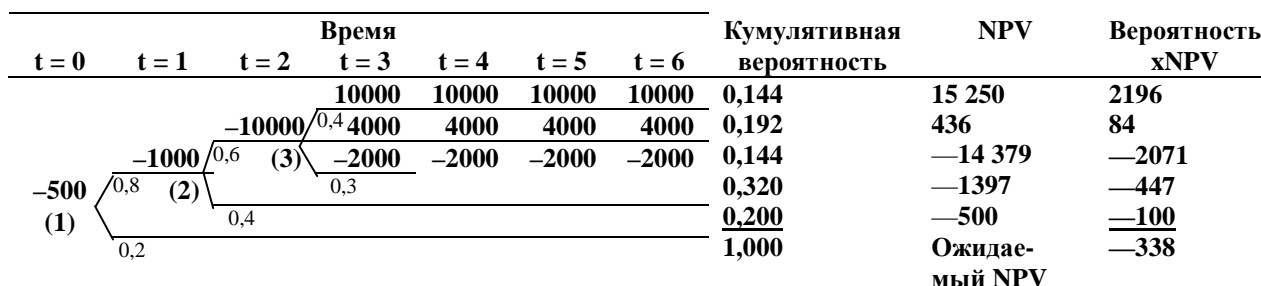 Время Кумулятивная NPV Вероятность
t = 0 t = 1 t = 2 t = 3 t = 4 t = 5 t = 6 вероятность xNPV
10000 10000 10000 10000 0,144 15 250 2196
–10000 0,4 4000 4000 4000 4000 0,192 436 84
–1000 0,6 (3) –2000 –2000 –2000 –2000 0,144 —14 379 —2071
–500 0,8 (2) 0,3 0,320 —1397 —447
(1) 0,4 0,200 —500 —100
0,2 1,000 Ожидае- —338
мый NPV